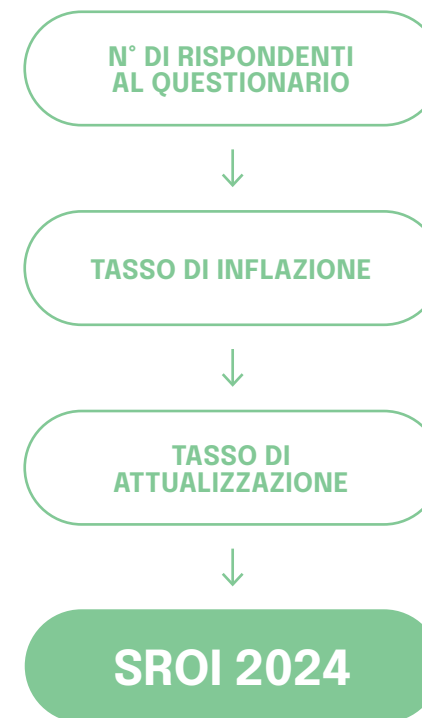 N° DI RISPONDENTI
AL QUESTIONARIO
TASSO DI INFLAZIONE
TASSO DI
ATTUALIZZAZIONE
SROI 2024